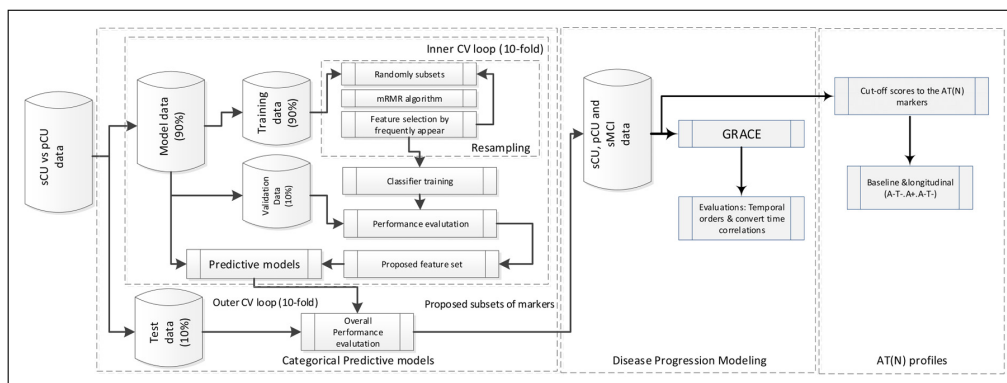 Inner CV loop (10-fold)
Randomly subsets
mRMR algorithm
Feature selection by
frequently appear
Resampling
sCU vs pCU
data
Model data
(90%)
Training
data
(90%)
Validation
Data
(10%)
Classifier training
Performance evalutation
Predictive models
Proposed feature set
Outer CV loop (10-fold)
Proposed subsets of markers
Test
data
(10%)
Overall
Performance
evalutation
Categorical Predictive models
sCU, pCU and
sMCI
data
GRACE
Evaluations: Temporal
orders & convert time
correlations
Disease Progression Modeling
Cut-off scores to the AT(N)
markers
Baseline &longitudinal
(A-T-.A+.A-T-)
AT(N) profiles